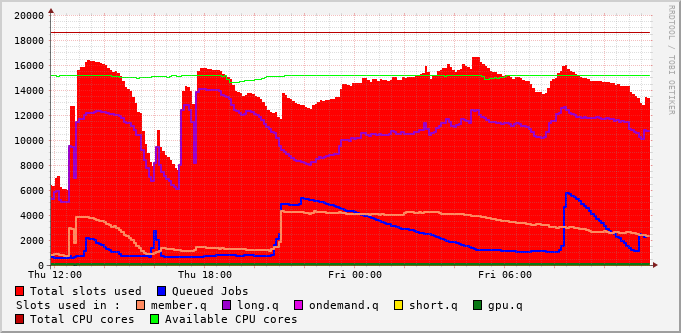 20000
18000
16000
14000
12000
10000
8000
6000
4000
2000
0
Thu 12:00 Thu 18:00 Fri 00:00 Fri 06:00
RRDTOOL / TOBI OETIKER
Total slots used Queued Jobs
Slots used in : member.q long.q ondemand.q short.q gpu.q
Total CPU cores Available CPU cores